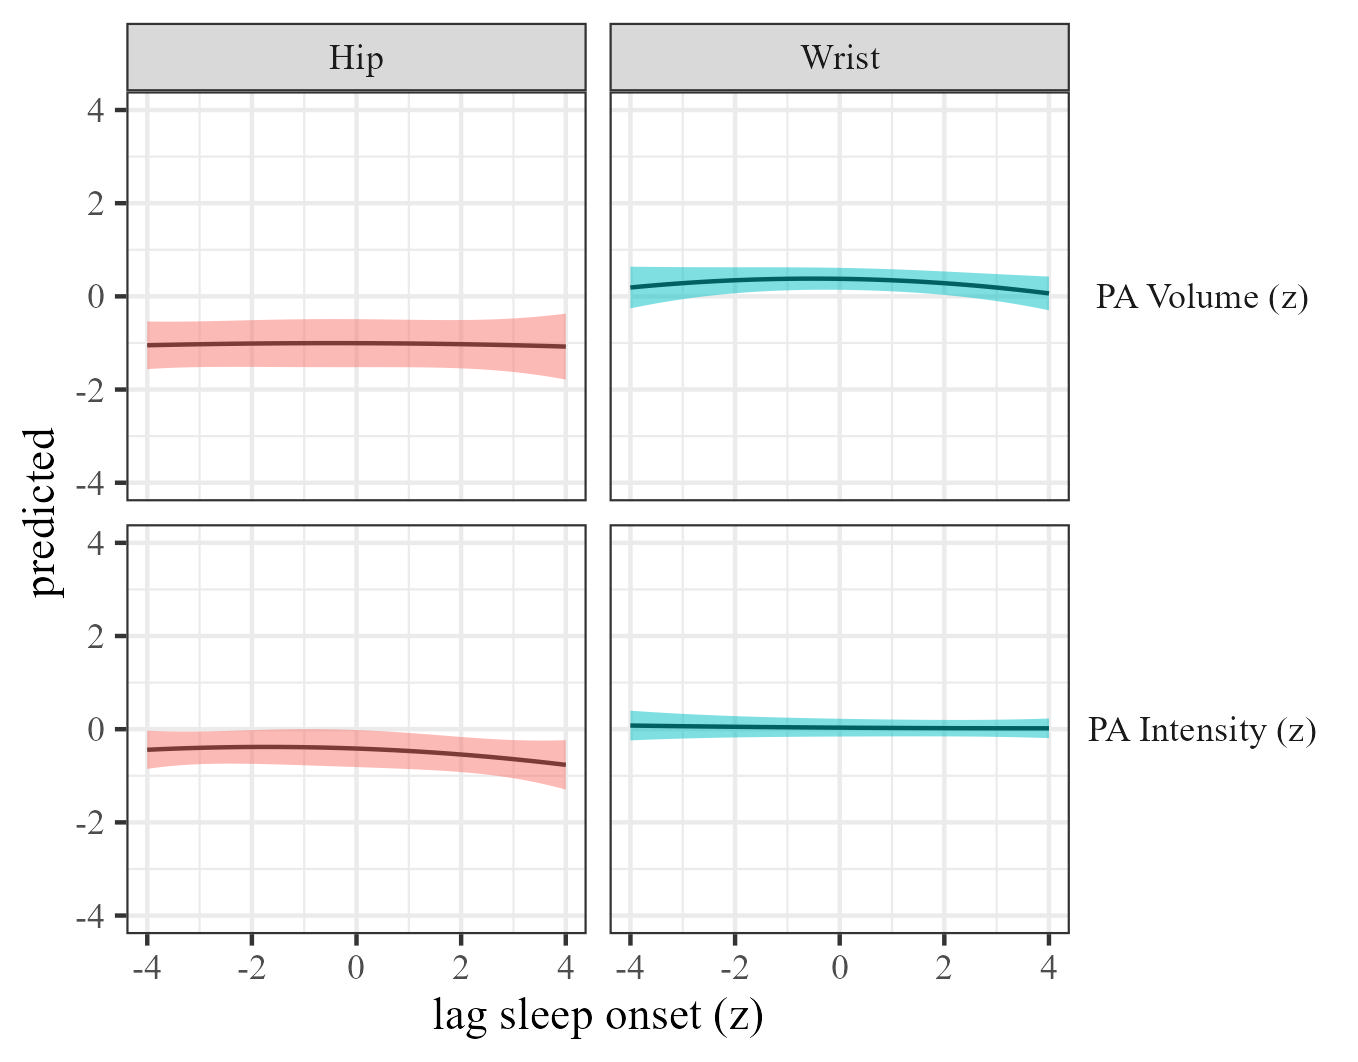 Hip
Wrist
4
2
0
-2
-4
PA Volume (z)
predicted
4
2
0
-2
-4
PA Intensity (z)
-4 -2 0 2 4
-4 -2 0 2 4
lag sleep onset (z)